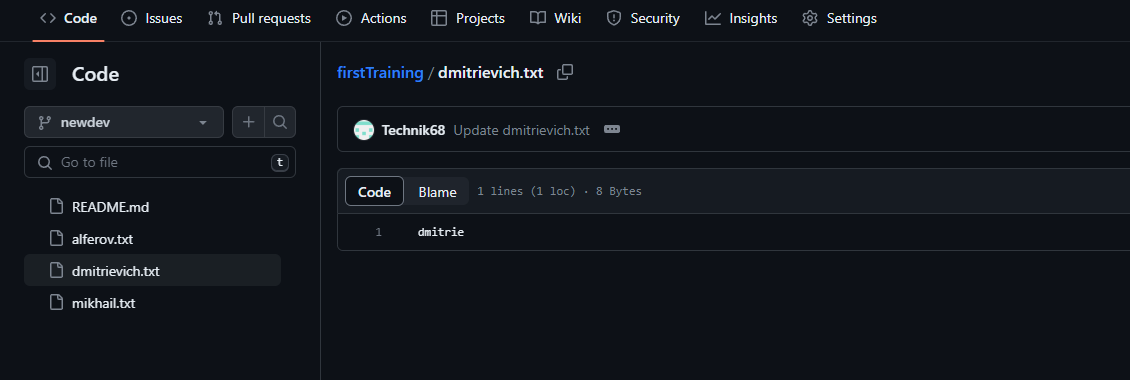 Code Issues Pull requests Actions Projects Wiki Security Insights Settings
Code
newdev
Go to file t
README.md
alferov.txt
dmitrievich.txt
mikhail.txt
firstTraining / dmitrievich.txt
Technik68 Update dmitrievich.txt
Code Blame 1 lines (1 loc) · 8 Bytes
1 dmitrie